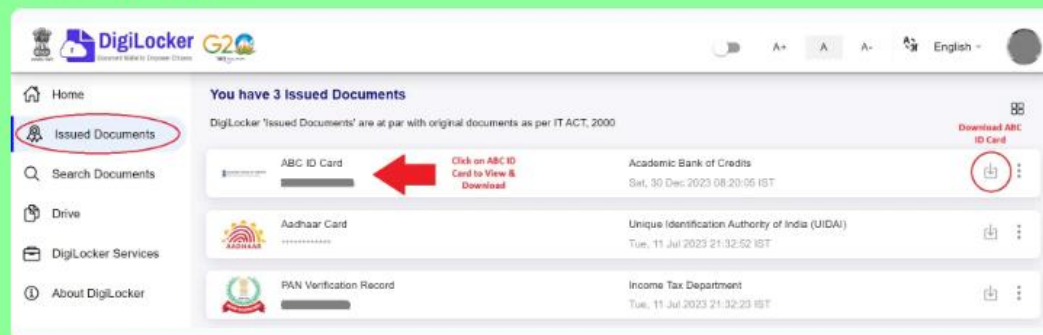 DigiLocker
G20
A+ A A- English
Home
Issued Documents
Search Documents
Drive
DigiLocker Services
About DigiLocker
You have 3 Issued Documents
DigiLocker 'Issued Documents' are at par with original documents as per IT ACT, 2000
Download ABC
ID Card
ABC ID Card
Click on ABC ID
Card to View &
Download
Academic Bank of Credits
Sat, 30 Dec 2023 08:20:05 IST
AADHAAR
Aadhaar Card
************
Unique Identification Authority of India (UIDAI)
Tue, 11 Jul 2023 21:32:52 IST
PAN Verification Record
Income Tax Department
Tue, 11 Jul 2023 21:32:23 IST